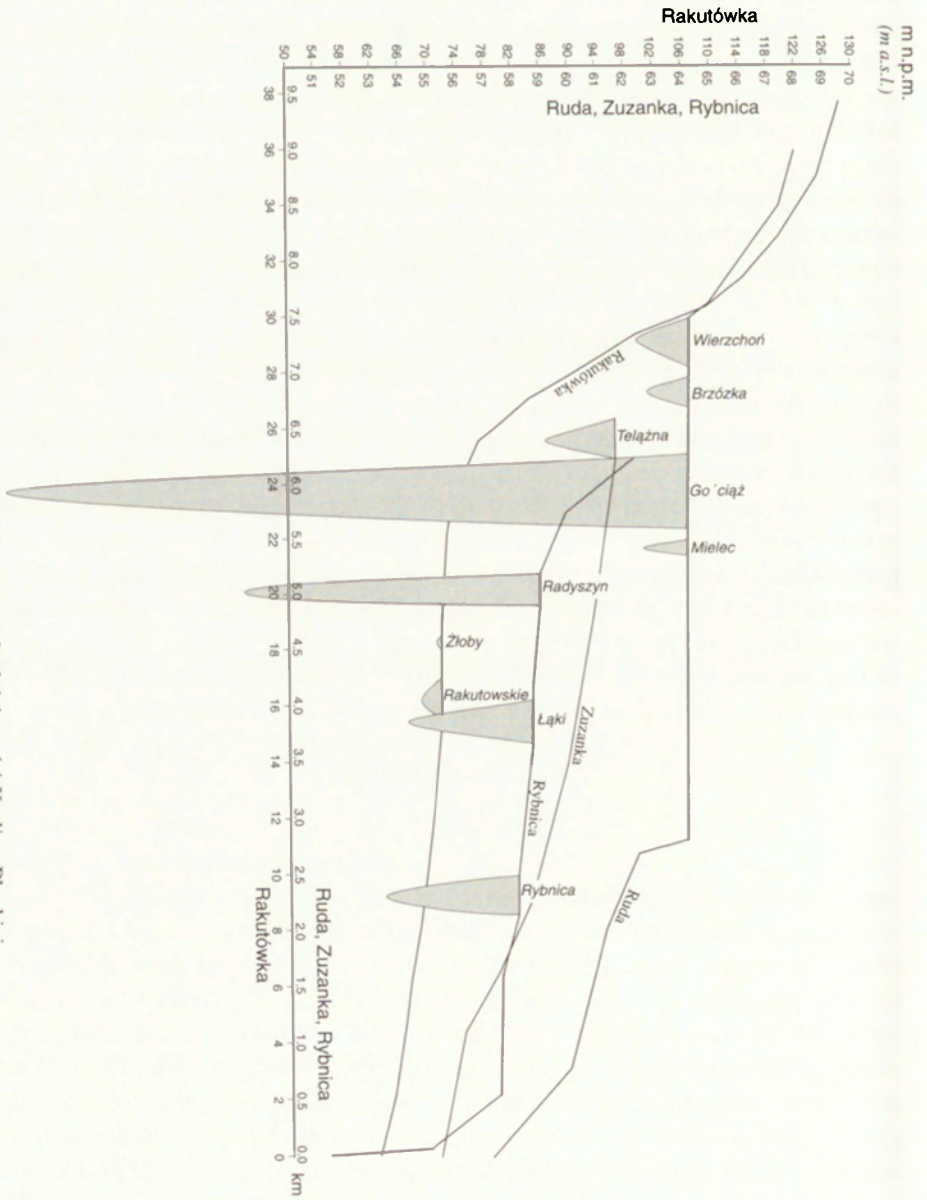 Rakutówka
m n.p.m.
(m a.s.l.)
50 54 58 62 66 70 74 78 82 86 90 94 98 102 106 110 114 118 122 126 130
51 52 53 54 55 56 57 58 59 60 61 62 63 64 65 66 67 68 69 70
Ruda, Zuzanka, Rybnica
Wierzchoń
Brzózka
Rakutówka
Telążna
Go´ciąż
Mielec
Radyszyn
Żłoby
Rakutowskie
Łąki
Zuzanka
Rybnica
Rybnica
Ruda
9.5 9.0 8.5 8.0 7.5 7.0 6.5 6.0 5.5 5.0 4.5 4.0 3.5 3.0 2.5 2.0 1.5 1.0 0.5 0.0 km
38 36 34 32 30 28 26 24 22 20 18 16 14 12 10 8 6 4 2 0
Ruda, Zuzanka, Rybnica
Rakutówka